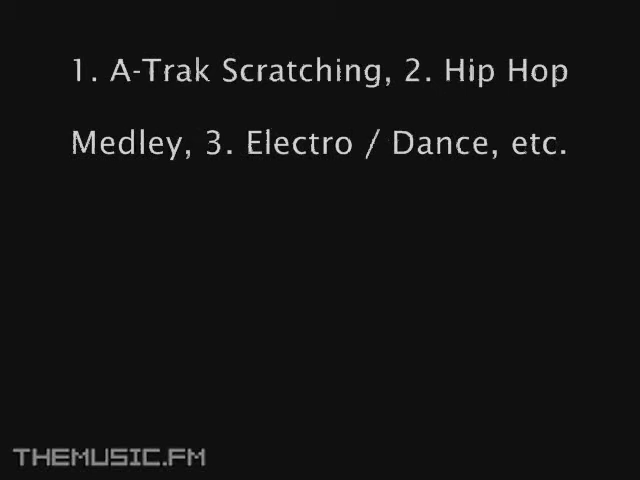 1. A-Trak Scratching, 2. Hip Hop
Medley, 3. Electro / Dance, etc.
THEMUSIC.FM